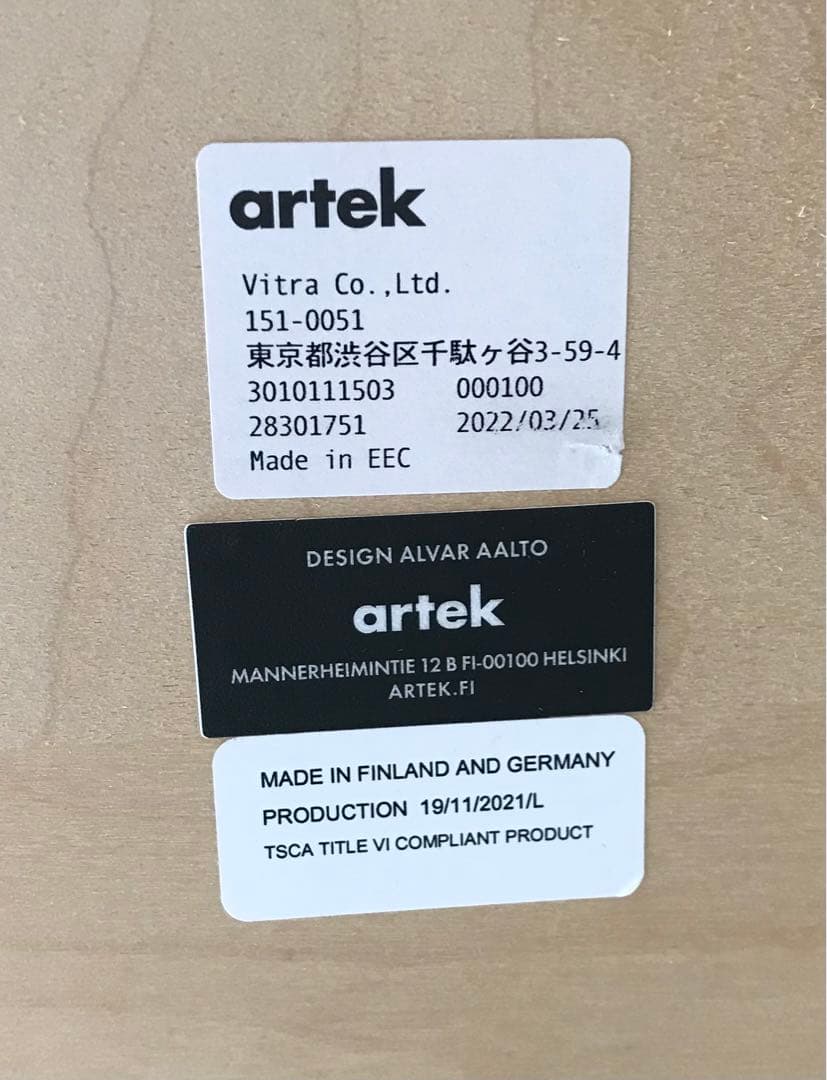 artek
Vitra Co.,Ltd.
151-0051
東京都渋谷区千駄ヶ谷3-59-4
3010111503 000100
28301751 2022/03/25
Made in EEC
DESIGN ALVAR AALTO
artek
MANNERHEIMINTIE 12 B FI-00100 HELSINKI
ARTEK.FI
MADE IN FINLAND AND GERMANY
PRODUCTION 19/11/2021/L
TSCA TITLE VI COMPLIANT PRODUCT